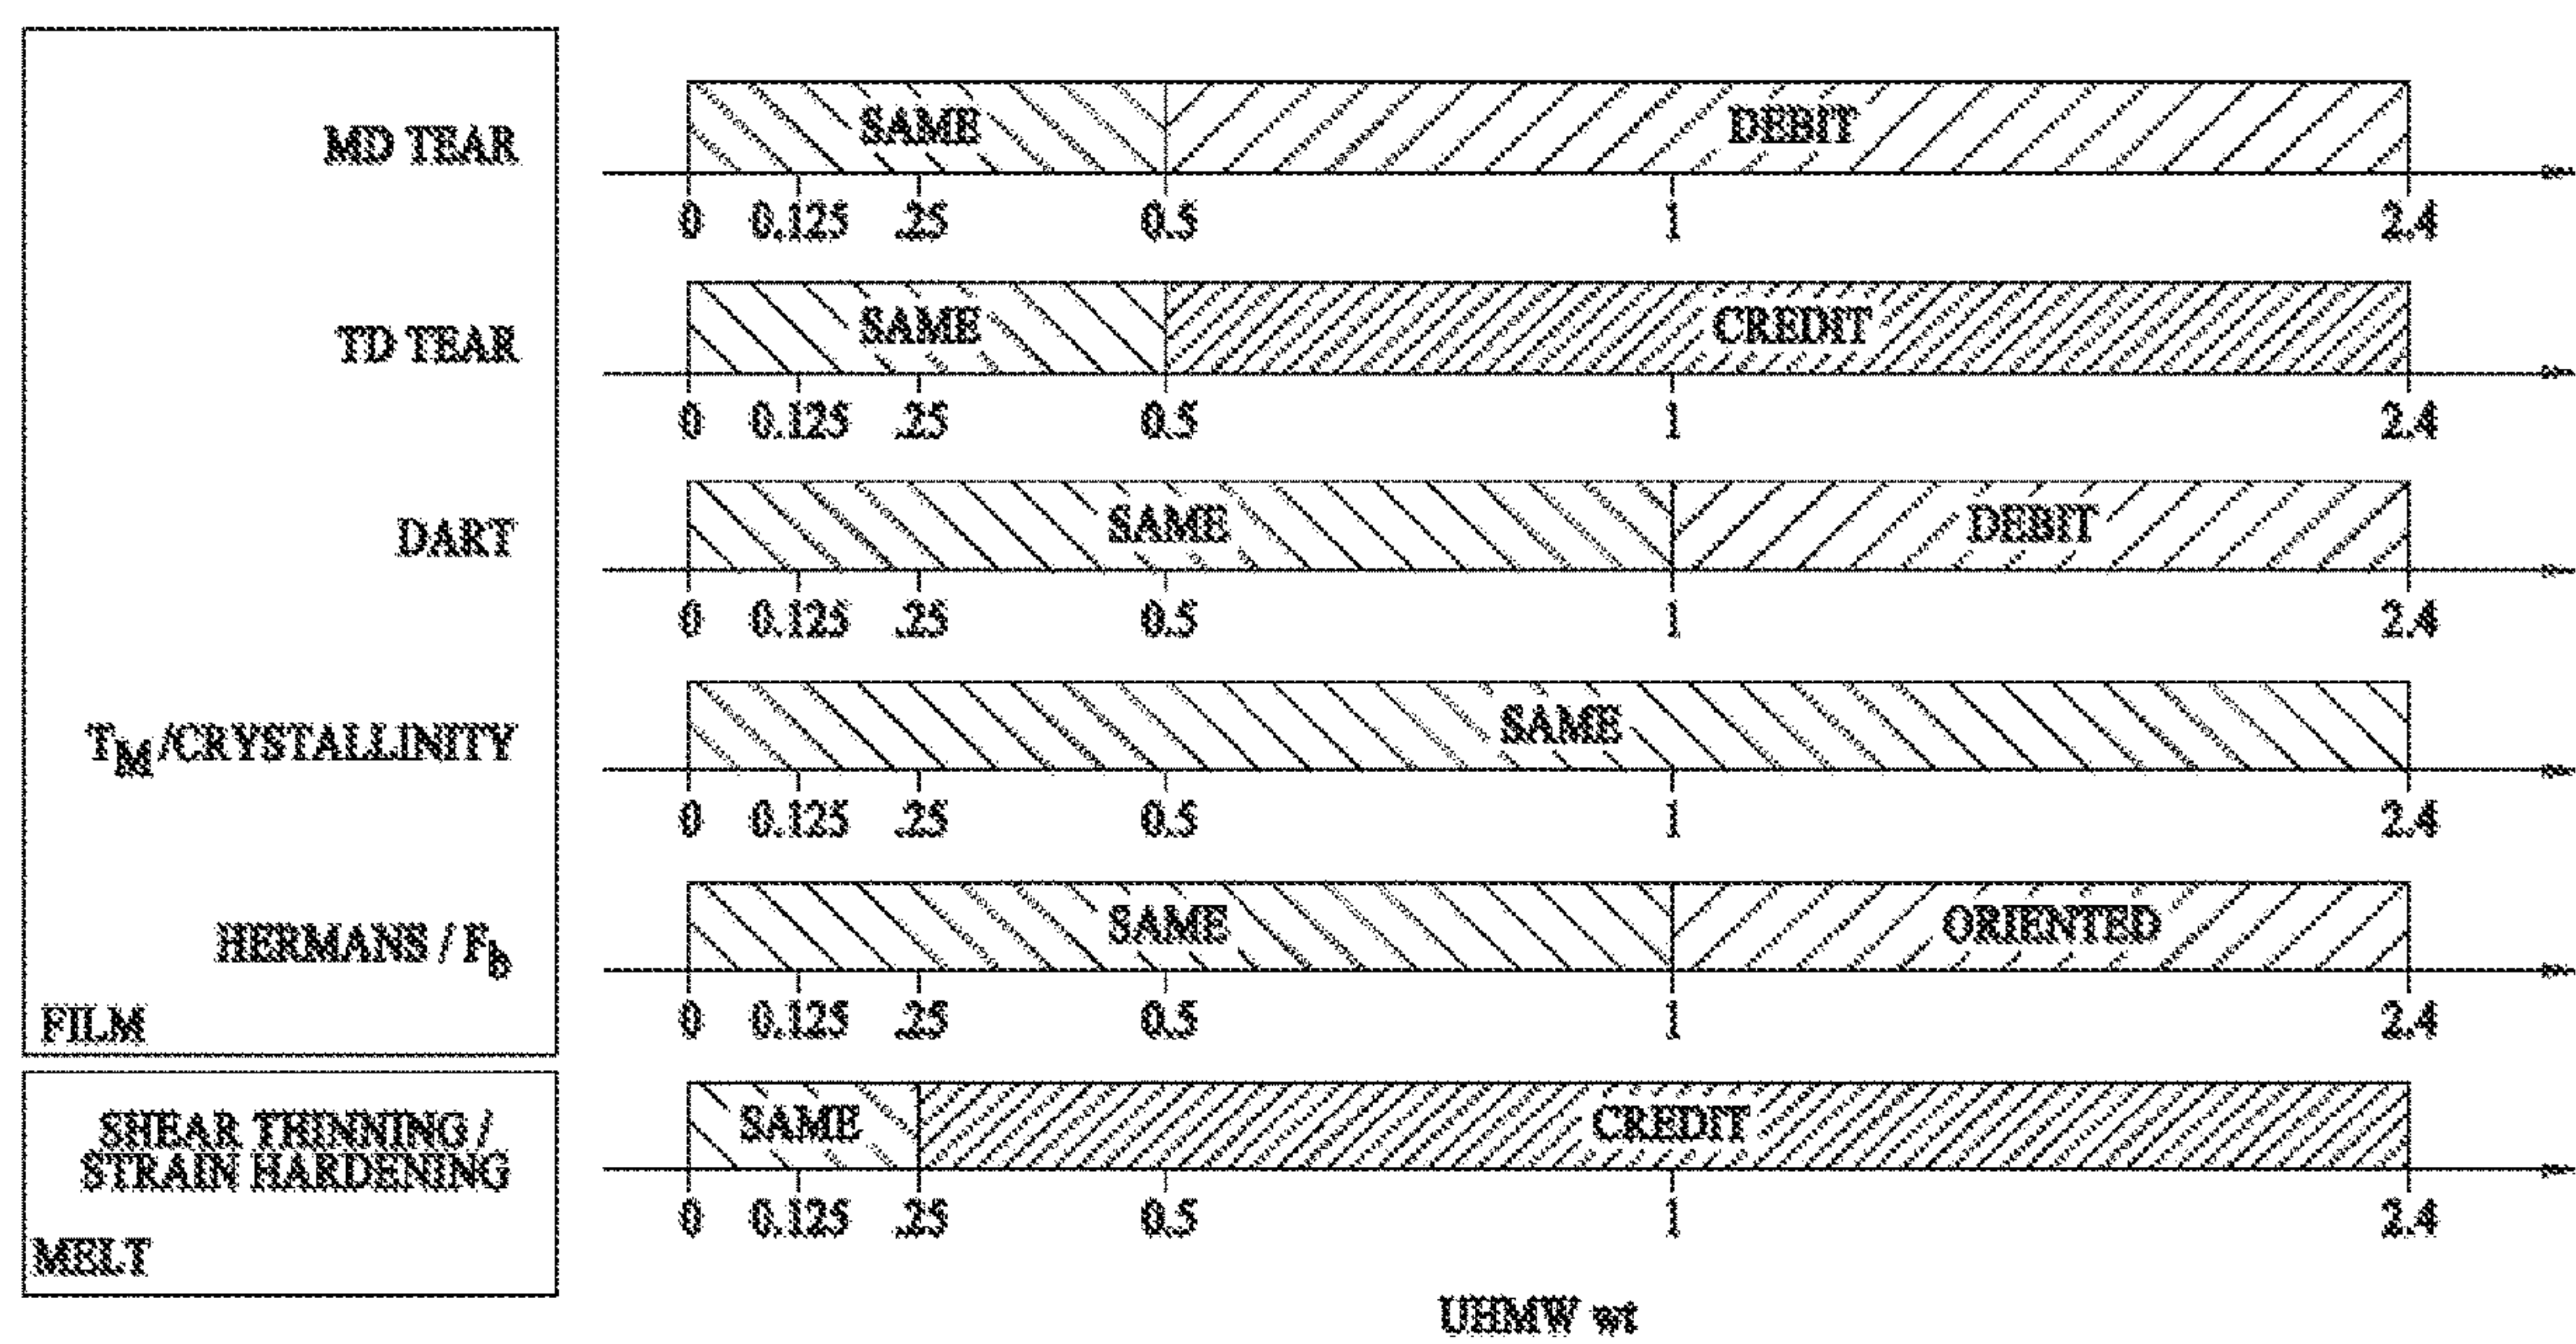 SAME DEBIT
MD TEAR
0 0.125 .25 0.5 1 2.4
SAME CREDIT
TD TEAR
0 0.125 .25 0.5 1 2.4
SAME DEBIT
DART
0 0.125 .25 0.5 1 2.4
SAME
TM/CRYSTALLINITY
0 0.125 .25 0.5 1 2.4
SAME ORIENTED
HERMANS / Fb
0 0.125 .25 0.5 1 2.4
FILM
SAME CREDIT
SHEAR THINNING /
STRAIN HARDENING
0 0.125 .25 0.5 1 2.4
MELT
UHMW wt